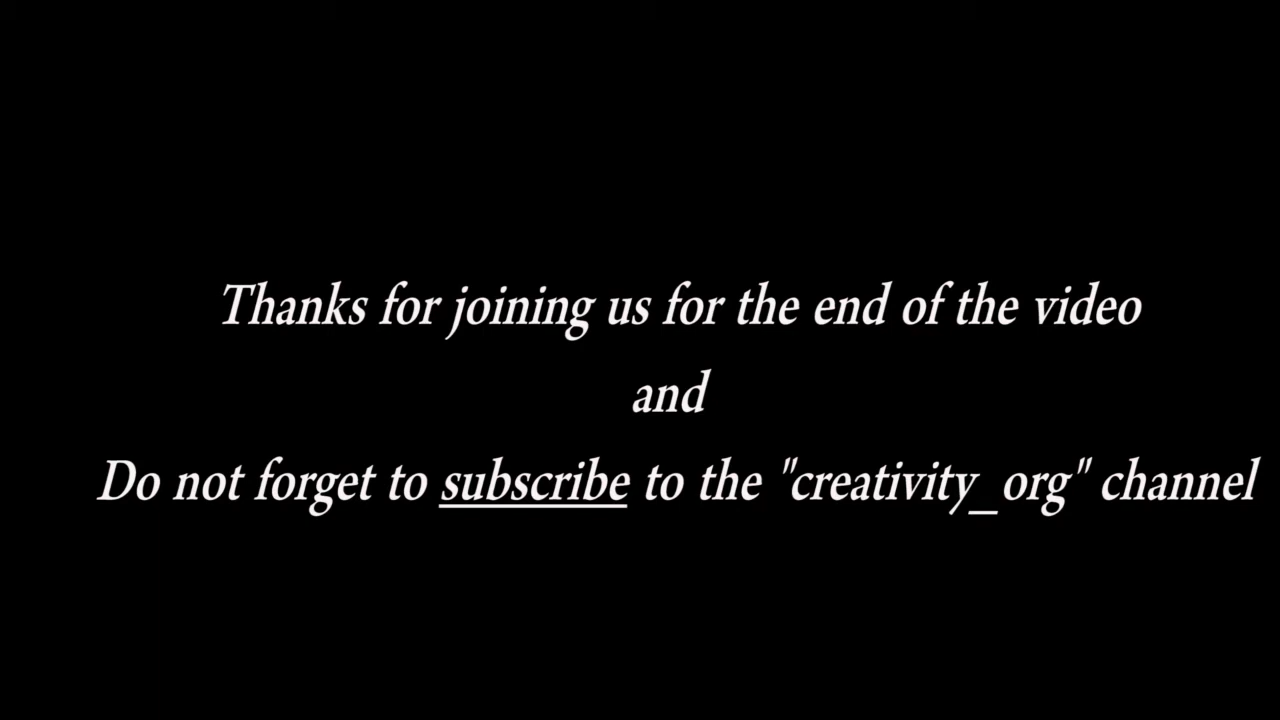 Thanks for joining us for the end of the video
and
Do not forget to subscribe to the "creativity_org" channel